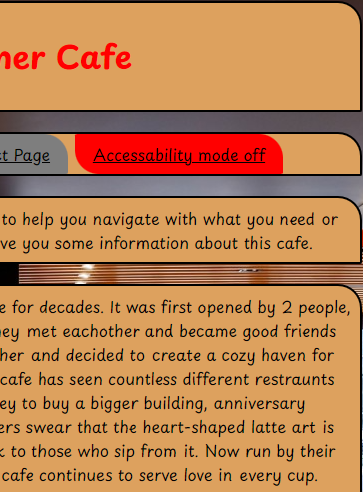 ner Cafe
t Page
Accessability mode off
to help you navigate with what you need or
ve you some information about this cafe.
e for decades. It was first opened by 2 people,
hey met eachother and became good friends
her and decided to create a cozy haven for
cafe has seen countless different restraunts
ey to buy a bigger building, anniversary
ers swear that the heart-shaped latte art is
k to those who sip from it. Now run by their
cafe continues to serve love in every cup.